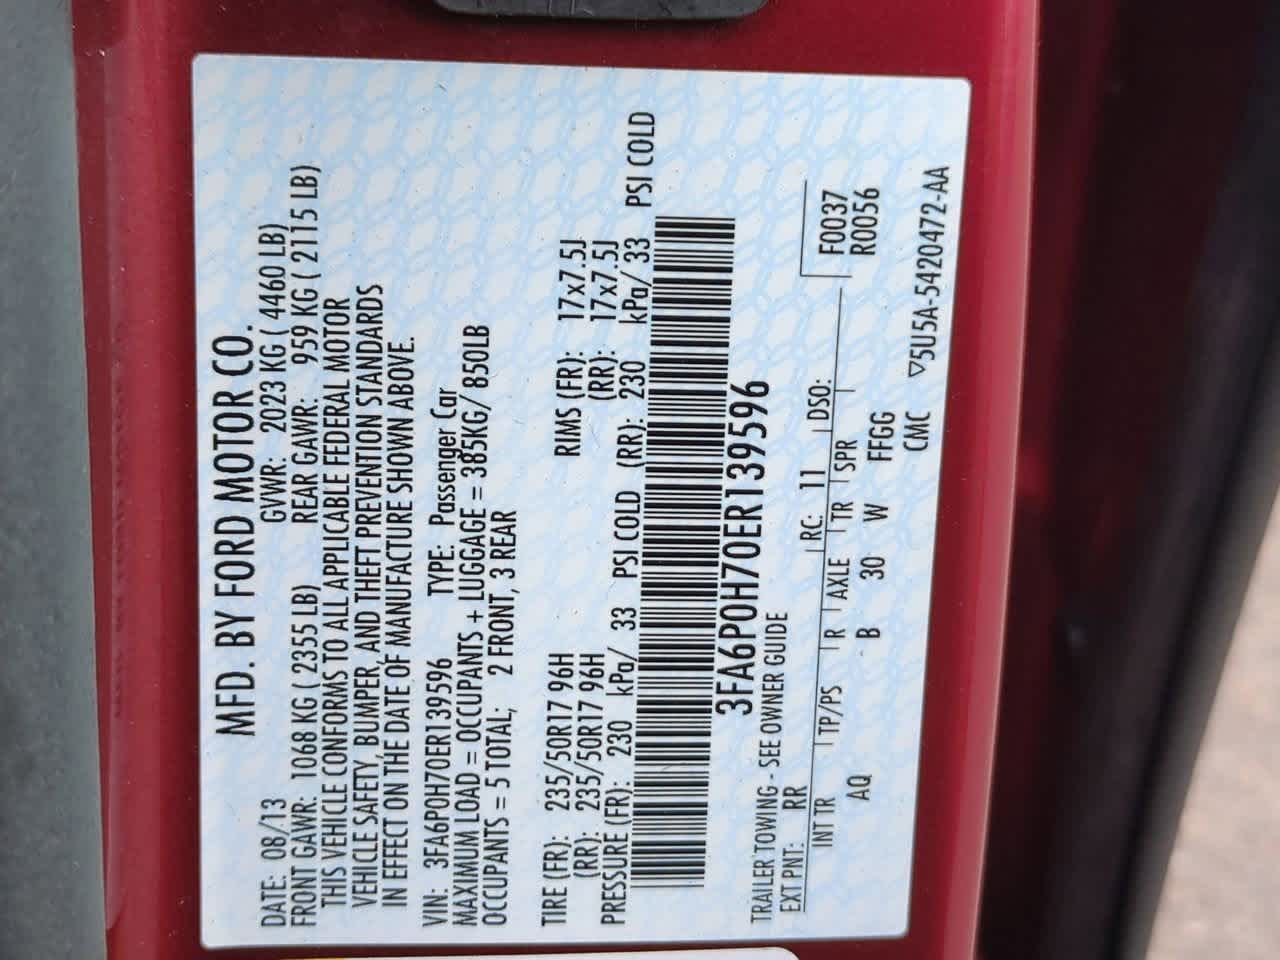 MFD. BY FORD MOTOR CO.
DATE: 08/13 GVWR: 2023 KG ( 4460 LB)
FRONT GAWR: 1068 KG ( 2355 LB) REAR GAWR: 959 KG ( 2115 LB)
THIS VEHICLE CONFORMS TO ALL APPLICABLE FEDERAL MOTOR
VEHICLE SAFETY, BUMPER, AND THEFT PREVENTION STANDARDS
IN EFFECT ON THE DATE OF MANUFACTURE SHOWN ABOVE.
VIN: 3FA6P0H70ER139596 TYPE: Passenger Car
MAXIMUM LOAD = OCCUPANTS + LUGGAGE = 385KG/ 850LB
OCCUPANTS = 5 TOTAL; 2 FRONT, 3 REAR
TIRE (FR): 235/50R17 96H RIMS (FR): 17x7.5J
(RR): 235/50R17 96H (RR): 17x7.5J
PRESSURE (FR): 230 kPa/ 33 PSI COLD (RR): 230 kPa/ 33 PSI COLD
3FA6P0H70ER139596
TRAILER TOWING - SEE OWNER GUIDE
EXT PNT: RR RC: 11 DSO: F0037
INT TR TP/PS R AXLE TR SPR R0056
AQ B 30 W FFGG
CMC ▽5U5A-5420472-AA